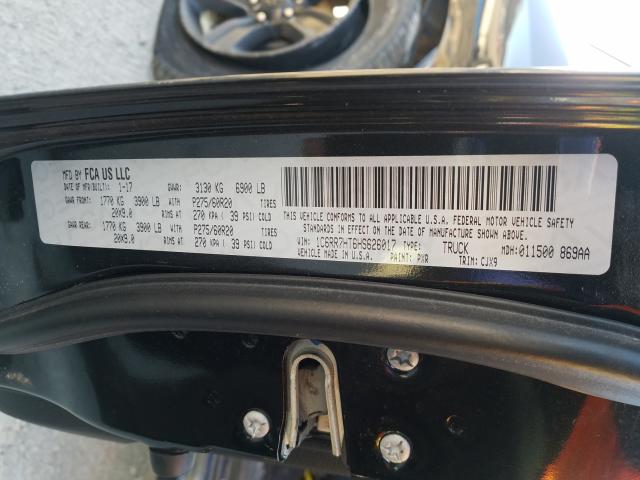 MFD BY FCA US LLC
DATE OF MFR(BUILT): 1-17 GVWR: 3130 KG 6900 LB
GAWR FRONT: 1770 KG 3900 LB WITH P275/60R20 TIRES
20X9.0 RIMS AT 270 KPA ( 39 PSI) COLD
GAWR REAR: 1770 KG 3900 LB WITH P275/60R20 TIRES
20X9.0 RIMS AT 270 KPA ( 39 PSI) COLD
THIS VEHICLE CONFORMS TO ALL APPLICABLE U.S.A. FEDERAL MOTOR VEHICLE SAFETY
STANDARDS IN EFFECT ON THE DATE OF MANUFACTURE SHOWN ABOVE.
VIN: 1C6RR7HT6HS626017 TYPE: TRUCK MDH:011500 869AA
VEHICLE MADE IN U.S.A. PAINT: PXR TRIM: CJX9